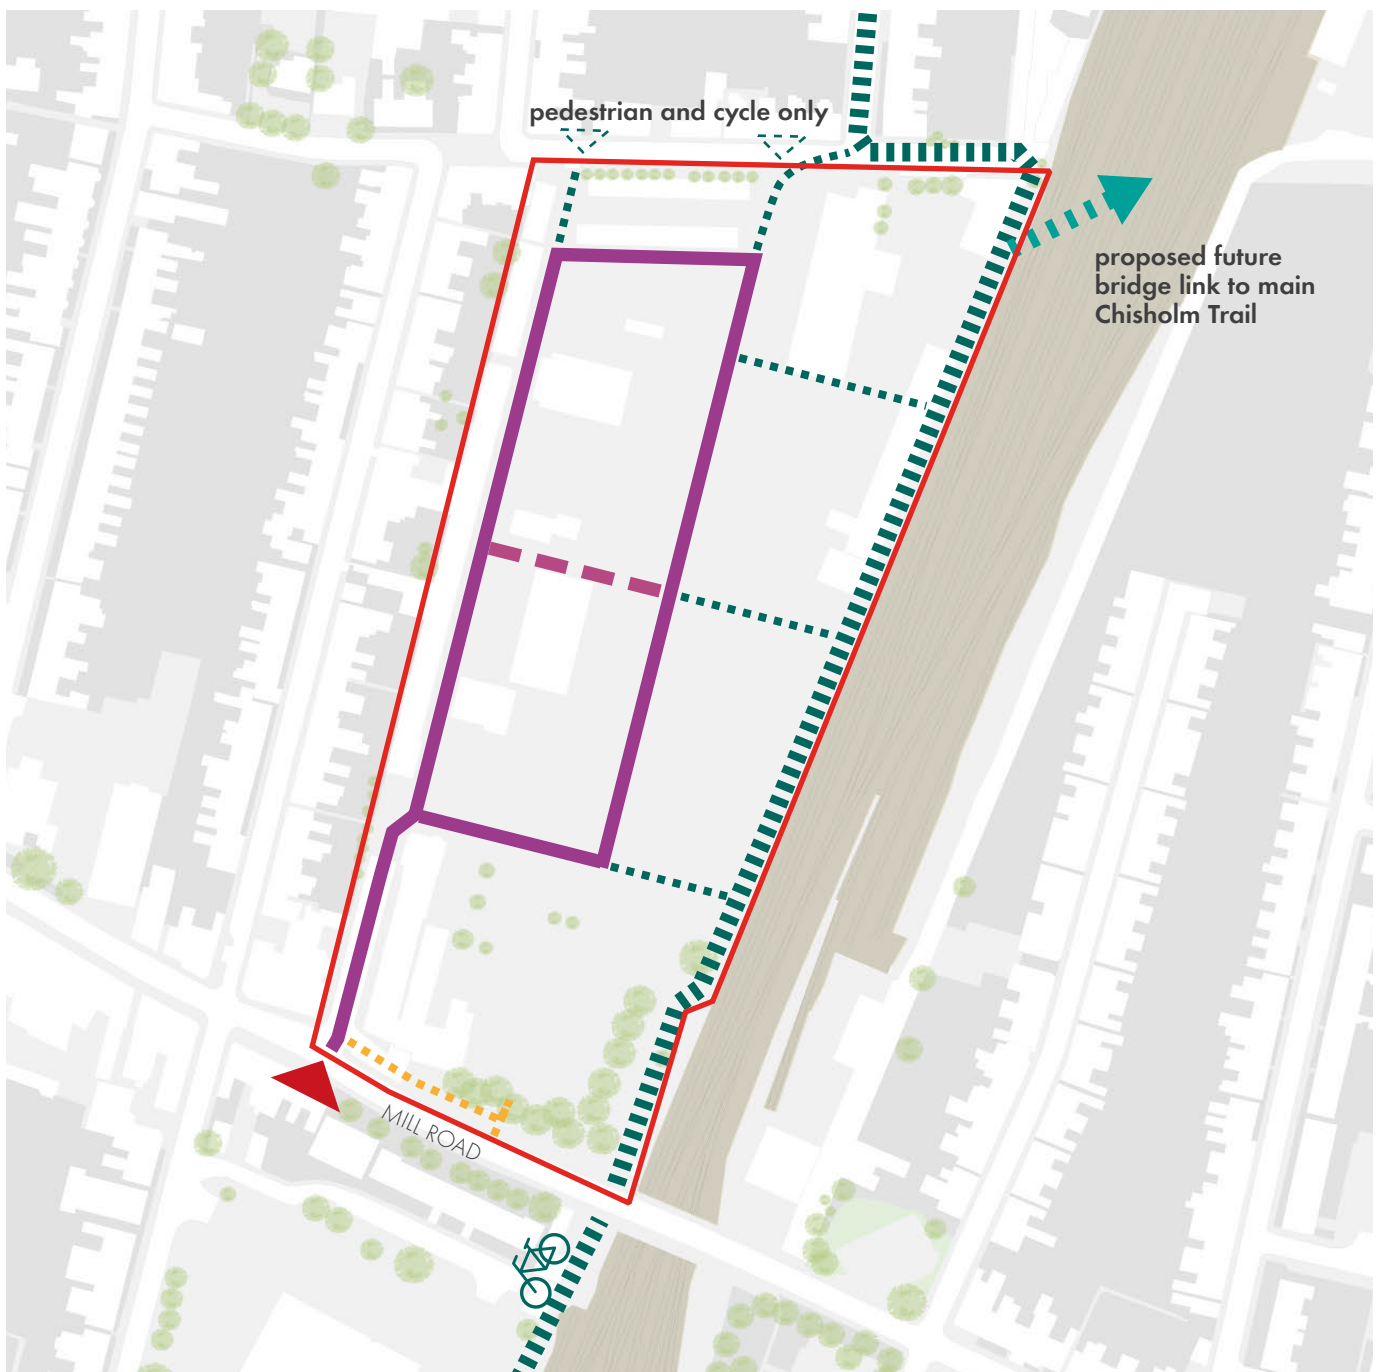 pedestrian and cycle only
proposed future
bridge link to main
Chisholm Trail
MILL ROAD